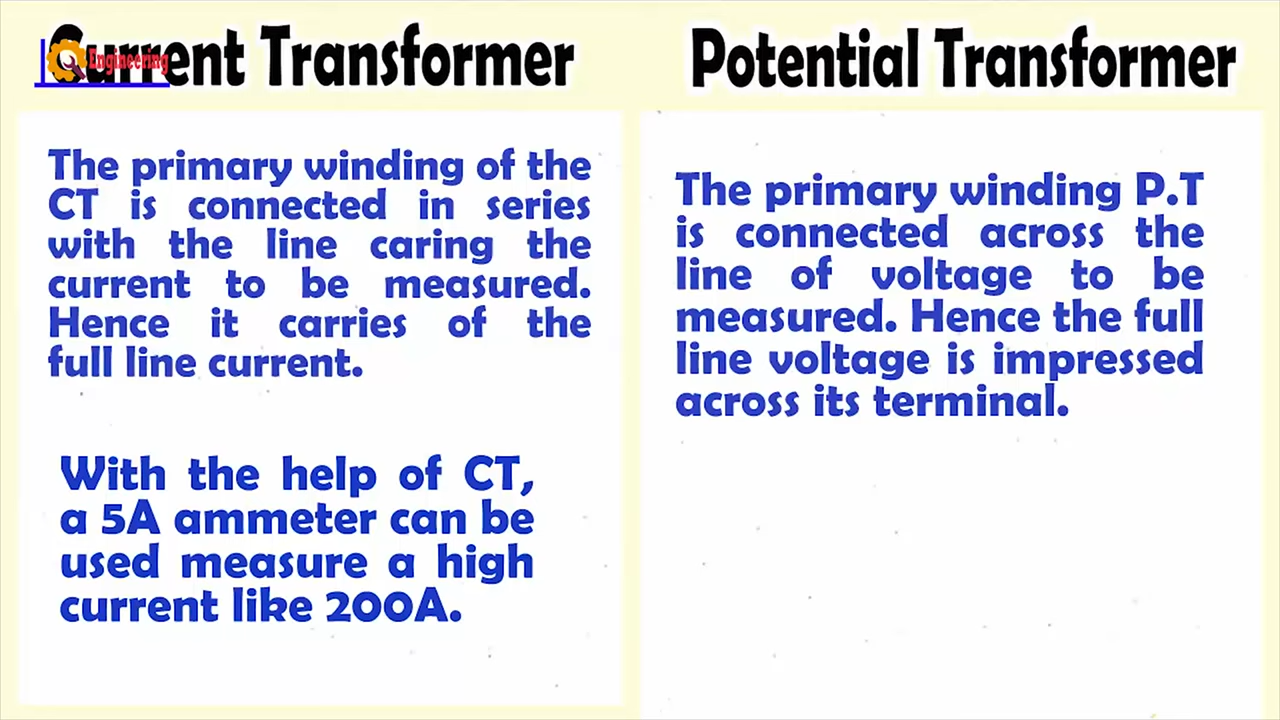 Current Transformer
Engineering
Potential Transformer
The primary winding of the
CT is connected in series
with the line caring the
current to be measured.
Hence it carries of the
full line current.
With the help of CT,
a 5A ammeter can be
used measure a high
current like 200A.
The primary winding P.T
is connected across the
line of voltage to be
measured. Hence the full
line voltage is impressed
across its terminal.